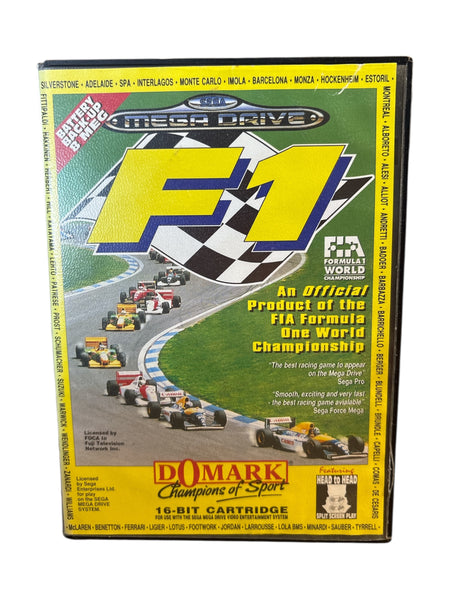 SILVERSTONE • ADELAIDE • SPA • INTERLAGOS • MONTE CARLO • IMOLA • BARCELONA • MONZA • HOCKENHEIM • ESTORIL •
MONTREAL • ALBORETO • ALESI • ALLIOT • ANDRETTI • BADOER • BARBAZZA • BARRICHELLO • BERGER • BLUNDELL • BRUNDLE • CAPELLI • COMAS • DE CESARIS
FITTIPALDI • HAKKINEN • HERBERT • HILL • KATAYAMA • LEHTO • PATRESE • PROST • SCHUMACHER • SUZUKI • WARWICK • WENDLINGER • ZANARDI • WILLIAMS
BATTERY
BACK-UP
8 MEG
SEGA
MEGA DRIVE
F1
FIA
FORMULA 1
WORLD
CHAMPIONSHIP
An Official
Product of the
FIA Formula
One World
Championship
"The best racing game to appear
on the Mega Drive"
Sega Pro
"Smooth, exciting and very fast
- the best racing game avialable"
Sega Force Mega
Licensed by
FOCA to
Fuji Television
Network Inc.
Licensed
by Sega
Enterprises Ltd.
for play
on the SEGA
MEGA DRIVE
SYSTEM.
DOMARK
Champions of Sport
16-BIT CARTRIDGE
FOR USE WITH THE SEGA MEGA DRIVE VIDEO ENTERTAINMENT SYSTEM
Featuring
HEAD TO HEAD
SPLIT SCREEN PLAY
• McLAREN • BENETTON • FERRARI • LIGIER • LOTUS • FOOTWORK • JORDAN • LARROUSSE • LOLA BMS • MINARDI • SAUBER • TYRRELL •